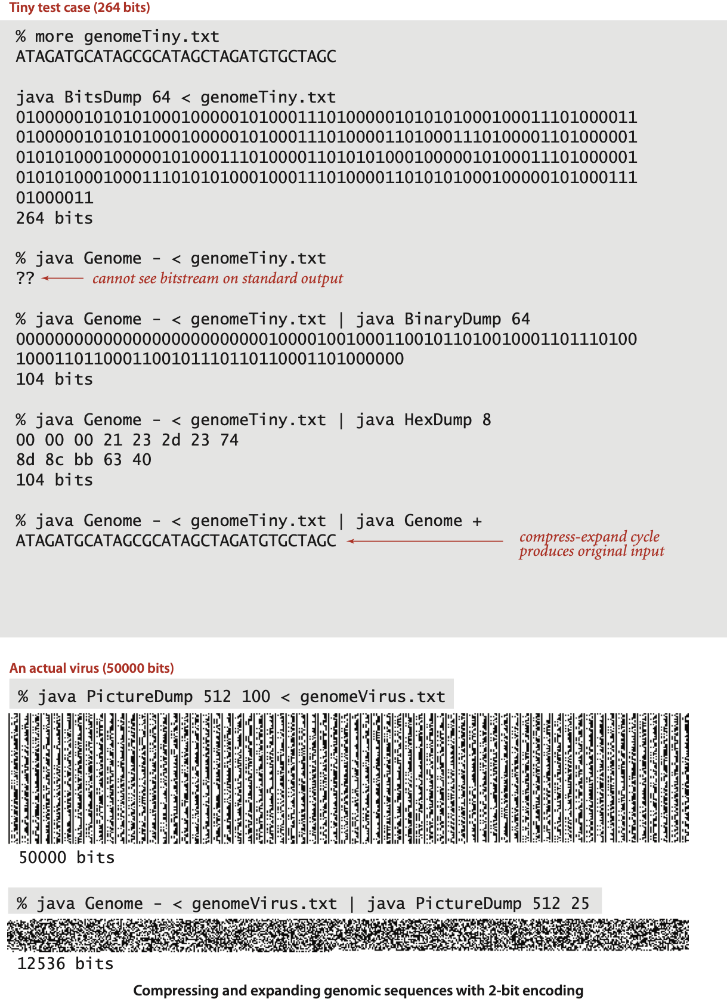 Tiny test case (264 bits)
% more genomeTiny.txt
ATAGATGCATAGCGCATAGCTAGATGTGCTAGC
java BitsDump 64 < genomeTiny.txt
0100000101010100010000010100011101000001010101000100011101000011
0100000101010100010000010100011101000011010001110100001101000001
0101010001000001010001110100001101010100010000010100011101000001
0101010001000111010101000100011101000011010101000100000101000111
01000011
264 bits
% java Genome - < genomeTiny.txt
?? cannot see bitstream on standard output
% java Genome - < genomeTiny.txt | java BinaryDump 64
0000000000000000000000000010000100100011001011010010001101110100
1000110110001100101110110110001101000000
104 bits
% java Genome - < genomeTiny.txt | java HexDump 8
00 00 00 21 23 2d 23 74
8d 8c bb 63 40
104 bits
% java Genome - < genomeTiny.txt | java Genome +
ATAGATGCATAGCGCATAGCTAGATGTGCTAGC
compress-expand cycle
produces original input
An actual virus (50000 bits)
% java PictureDump 512 100 < genomeVirus.txt
50000 bits
% java Genome - < genomeVirus.txt | java PictureDump 512 25
12536 bits
Compressing and expanding genomic sequences with 2-bit encoding